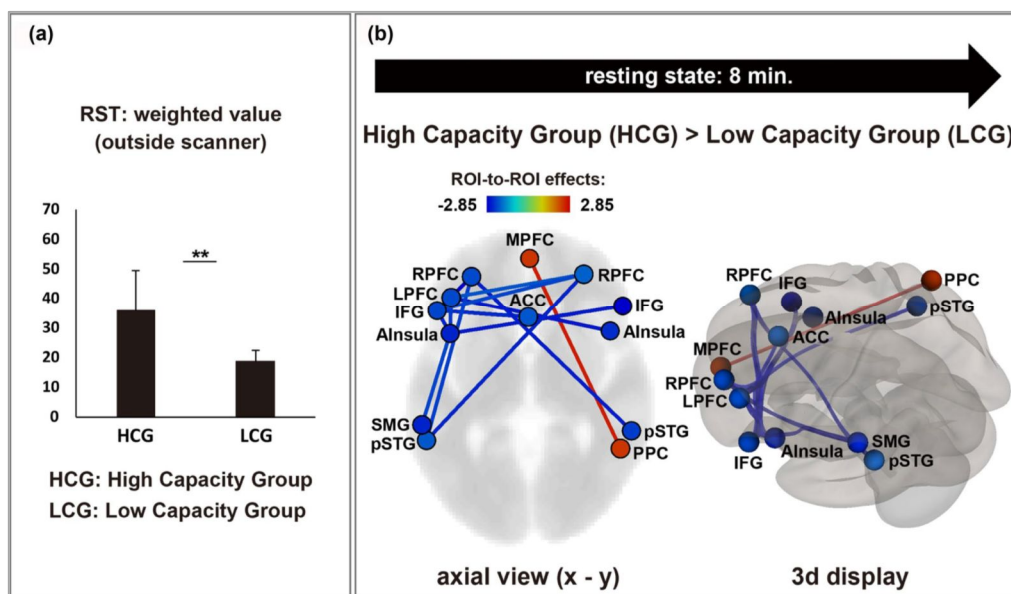 (a)
RST: weighted value
(outside scanner)
70
60
50
40
30
20
10
0
**
HCG
LCG
HCG: High Capacity Group
LCG: Low Capacity Group
(b)
resting state: 8 min.
High Capacity Group (HCG) > Low Capacity Group (LCG)
ROI-to-ROI effects:
-2.85
2.85
MPFC
RPFC
RPFC
LPFC
ACC
IFG
IFG
AInsula
AInsula
SMG
pSTG
pSTG
PPC
axial view (x - y)
RPFC
IFG
PPC
pSTG
AInsula
ACC
MPFC
RPFC
LPFC
IFG
AInsula
SMG
pSTG
3d display